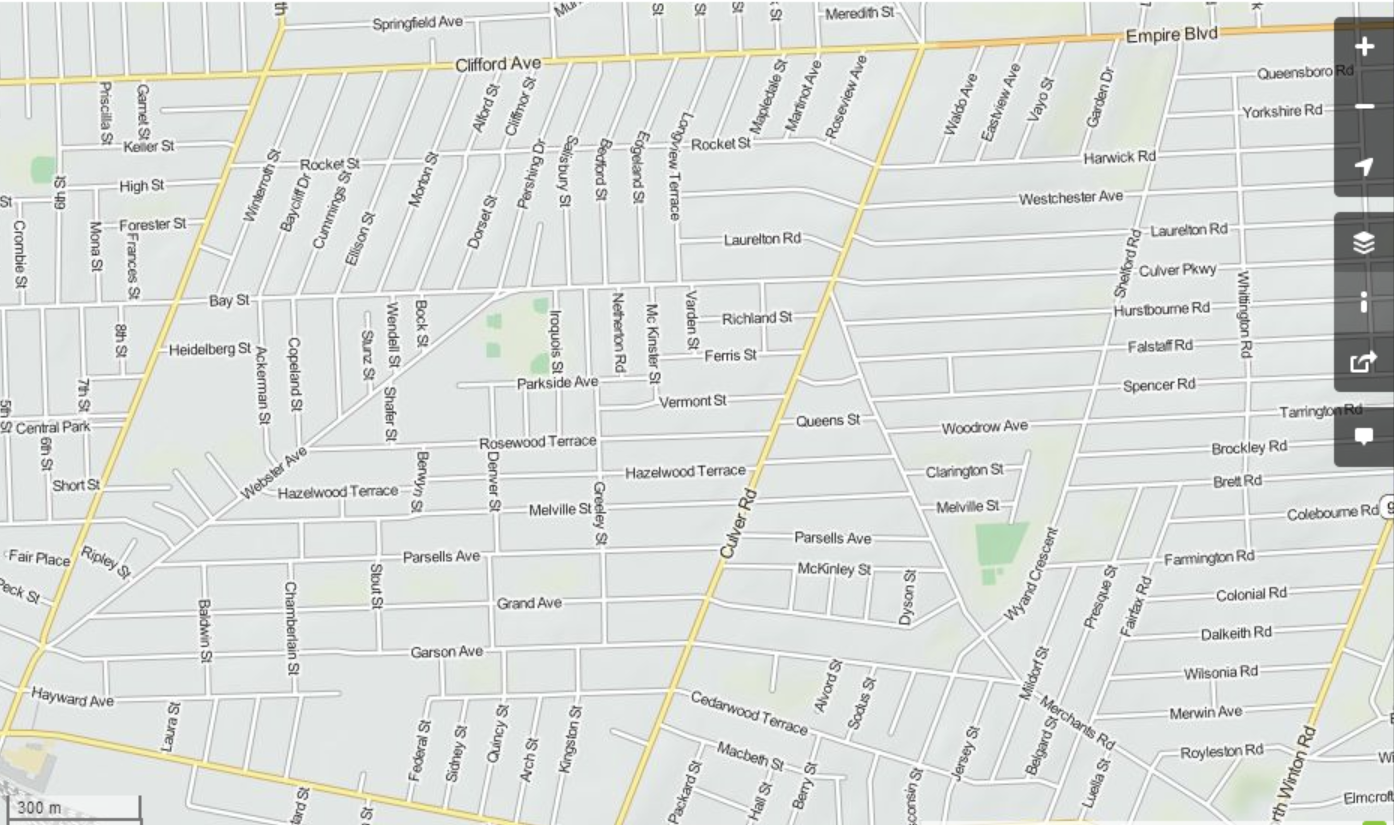 Springfield Ave
Meredith St
Empire Blvd
Clifford Ave
Queensboro Rd
Priscilla St
Garnet St
Alford St
Cliffmor St
Mapledale St
Martinot Ave
Roseview Ave
Waldo Ave
Eastview Ave
Vayo St
Garden Dr
Yorkshire Rd
Keller St
Rocket St
Rocket St
Harwick Rd
High St
6th St
Winterroth St
Baycliff Dr
Cummings St
Ellison St
Morton St
Dorset St
Pershing Dr
Salisbury St
Bedford St
Edgeland St
Longview Terrace
Westchester Ave
St
Crombie St
Mona St
Forester St
Frances St
Laurelton Rd
Laurelton Rd
Shelford Rd
Culver Pkwy
Whittington Rd
Bay St
Hurstbourne Rd
8th St
Wendell St
Bock St
Stunz St
Iroquois St
Netherton Rd
Mc Kinster St
Varden St
Richland St
Heidelberg St
Ackerman St
Copeland St
Ferris St
Falstaff Rd
7th St
Shafer St
Parkside Ave
Spencer Rd
5th St
Central Park
Vermont St
Queens St
Woodrow Ave
Tarrington Rd
6th St
Rosewood Terrace
Brockley Rd
Webster Ave
Berwyn St
Denver St
Hazelwood Terrace
Clarington St
Short St
Hazelwood Terrace
Brett Rd
Greeley St
Melville St
Melville St
Colebourne Rd
9
Culver Rd
Fair Place
Ripley St
Parsells Ave
Parsells Ave
Wyand Crescent
Farmington Rd
Peck St
Stout St
McKinley St
Dyson St
Presque St
Fairfax Rd
Colonial Rd
Baldwin St
Chamberlain St
Grand Ave
Dalkeith Rd
Garson Ave
Mildorf St
Alvord St
Sodus St
Wilsonia Rd
Hayward Ave
Laura St
Cedarwood Terrace
Merchants Rd
Merwin Ave
Federal St
Sidney St
Quincy St
Arch St
Kingston St
Macbeth St
Jersey St
Belgard St
Royleston Rd
Packard St
Hall St
Berry St
Luella St
rth Winton Rd
Elmcroft
300 m